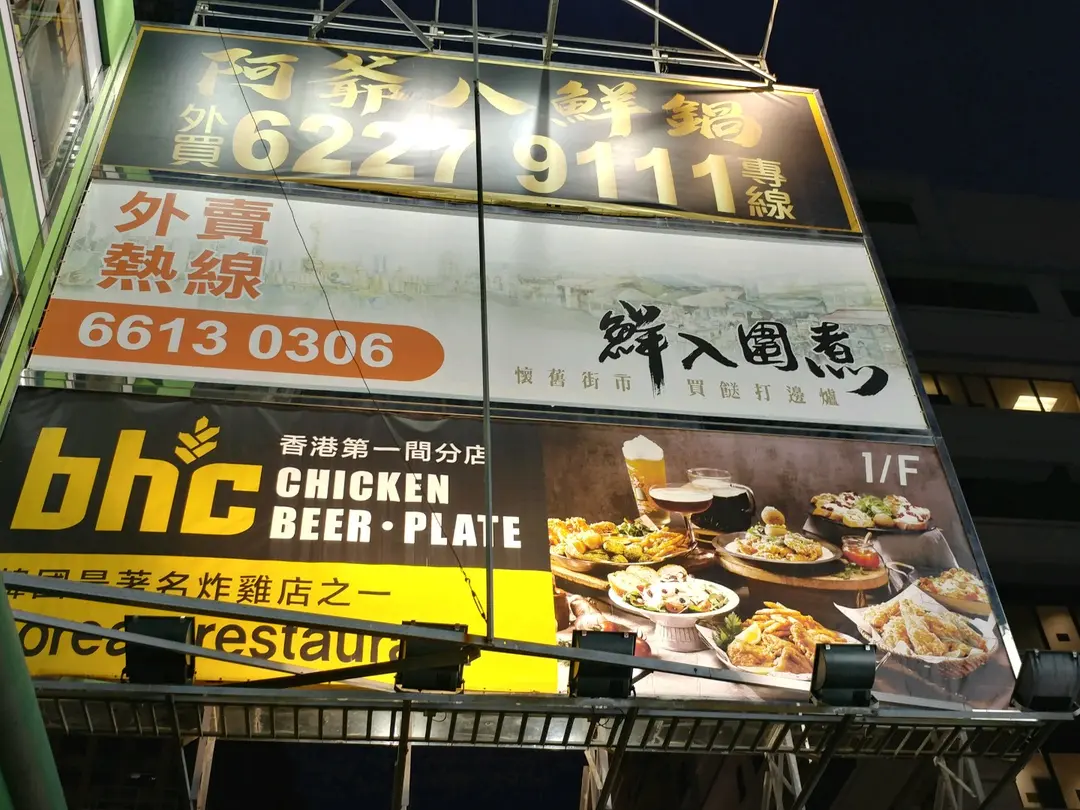 阿爺八鮮鍋
外買 6227 9111 專線
外賣
熱線
6613 0306
鮮入圍煮
懷舊街市 買餸打邊爐
bhc
香港第一間分店
CHICKEN
BEER・PLATE
1/F
韓國最著名炸雞店之一
Korean restaurant